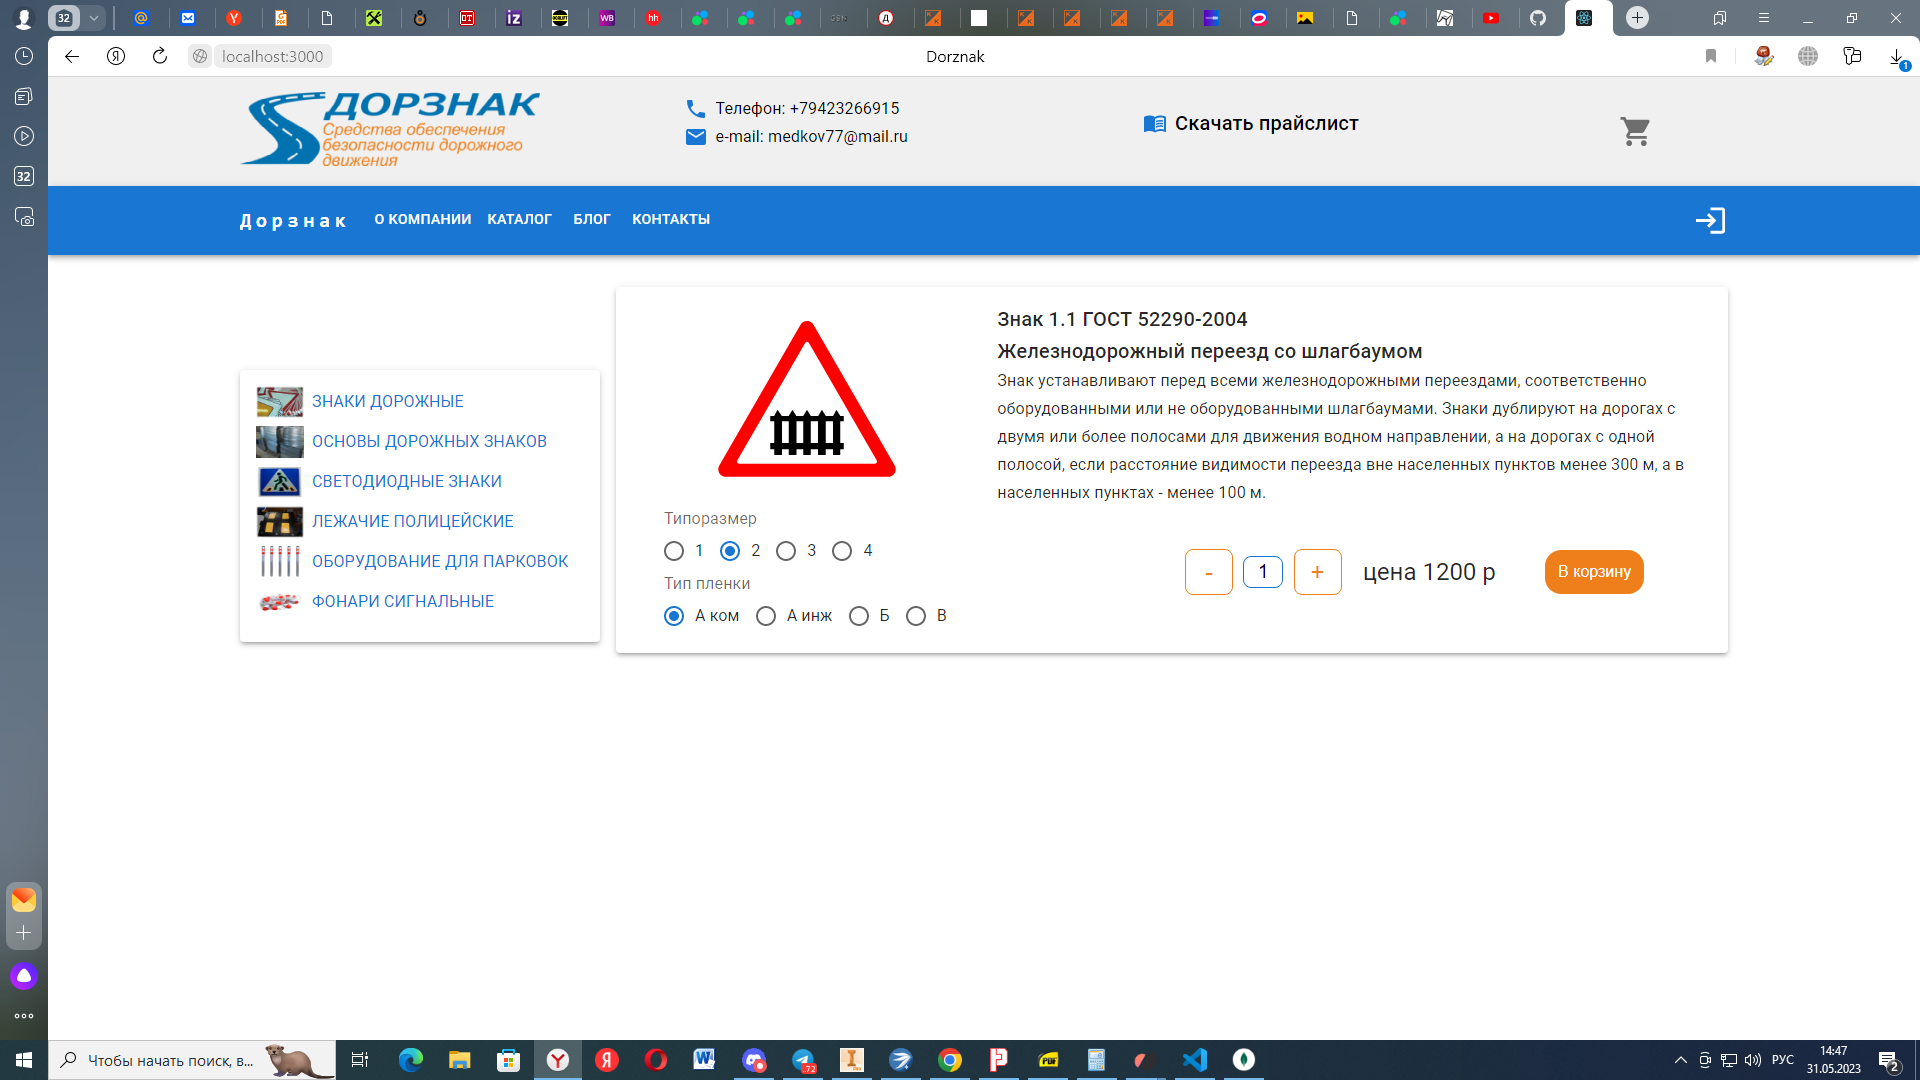 32
localhost:3000
Dorznak
1
32
ДОРЗНАК
Средства обеспечения
безопасности дорожного
движения
Телефон: +79423266915
e-mail: medkov77@mail.ru
Скачать прайслист
Дорзнак
О КОМПАНИИ
КАТАЛОГ
БЛОГ
КОНТАКТЫ
ЗНАКИ ДОРОЖНЫЕ
ОСНОВЫ ДОРОЖНЫХ ЗНАКОВ
СВЕТОДИОДНЫЕ ЗНАКИ
ЛЕЖАЧИЕ ПОЛИЦЕЙСКИЕ
ОБОРУДОВАНИЕ ДЛЯ ПАРКОВОК
ФОНАРИ СИГНАЛЬНЫЕ
Знак 1.1 ГОСТ 52290-2004
Железнодорожный переезд со шлагбаумом
Знак устанавливают перед всеми железнодорожными переездами, соответственно
оборудованными или не оборудованными шлагбаумами. Знаки дублируют на дорогах с
двумя или более полосами для движения водном направлении, а на дорогах с одной
полосой, если расстояние видимости переезда вне населенных пунктов менее 300 м, а в
населенных пунктах - менее 100 м.
Типоразмер
1 2 3 4
Тип пленки
А ком А инж Б В
- 1 + цена 1200 р
В корзину
Чтобы начать поиск, в...
72
РУС
14:47
31.05.2023
2